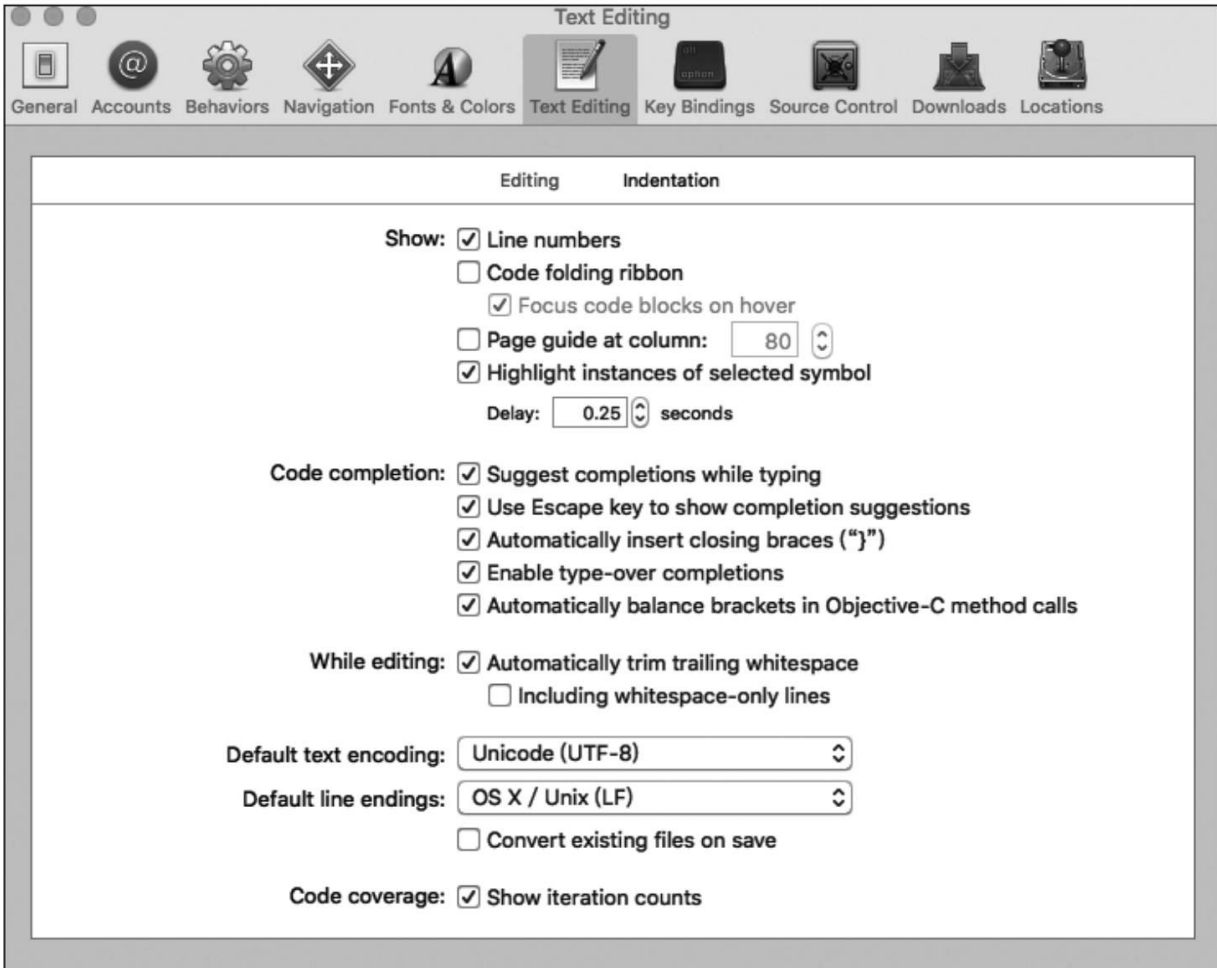 Text Editing
General Accounts Behaviors Navigation Fonts & Colors Text Editing Key Bindings Source Control Downloads Locations
Editing Indentation
Show: Line numbers
Code folding ribbon
Focus code blocks on hover
Page guide at column: 80
Highlight instances of selected symbol
Delay: 0.25 seconds
Code completion: Suggest completions while typing
Use Escape key to show completion suggestions
Automatically insert closing braces (“}”)
Enable type-over completions
Automatically balance brackets in Objective-C method calls
While editing: Automatically trim trailing whitespace
Including whitespace-only lines
Default text encoding: Unicode (UTF-8)
Default line endings: OS X / Unix (LF)
Convert existing files on save
Code coverage: Show iteration counts